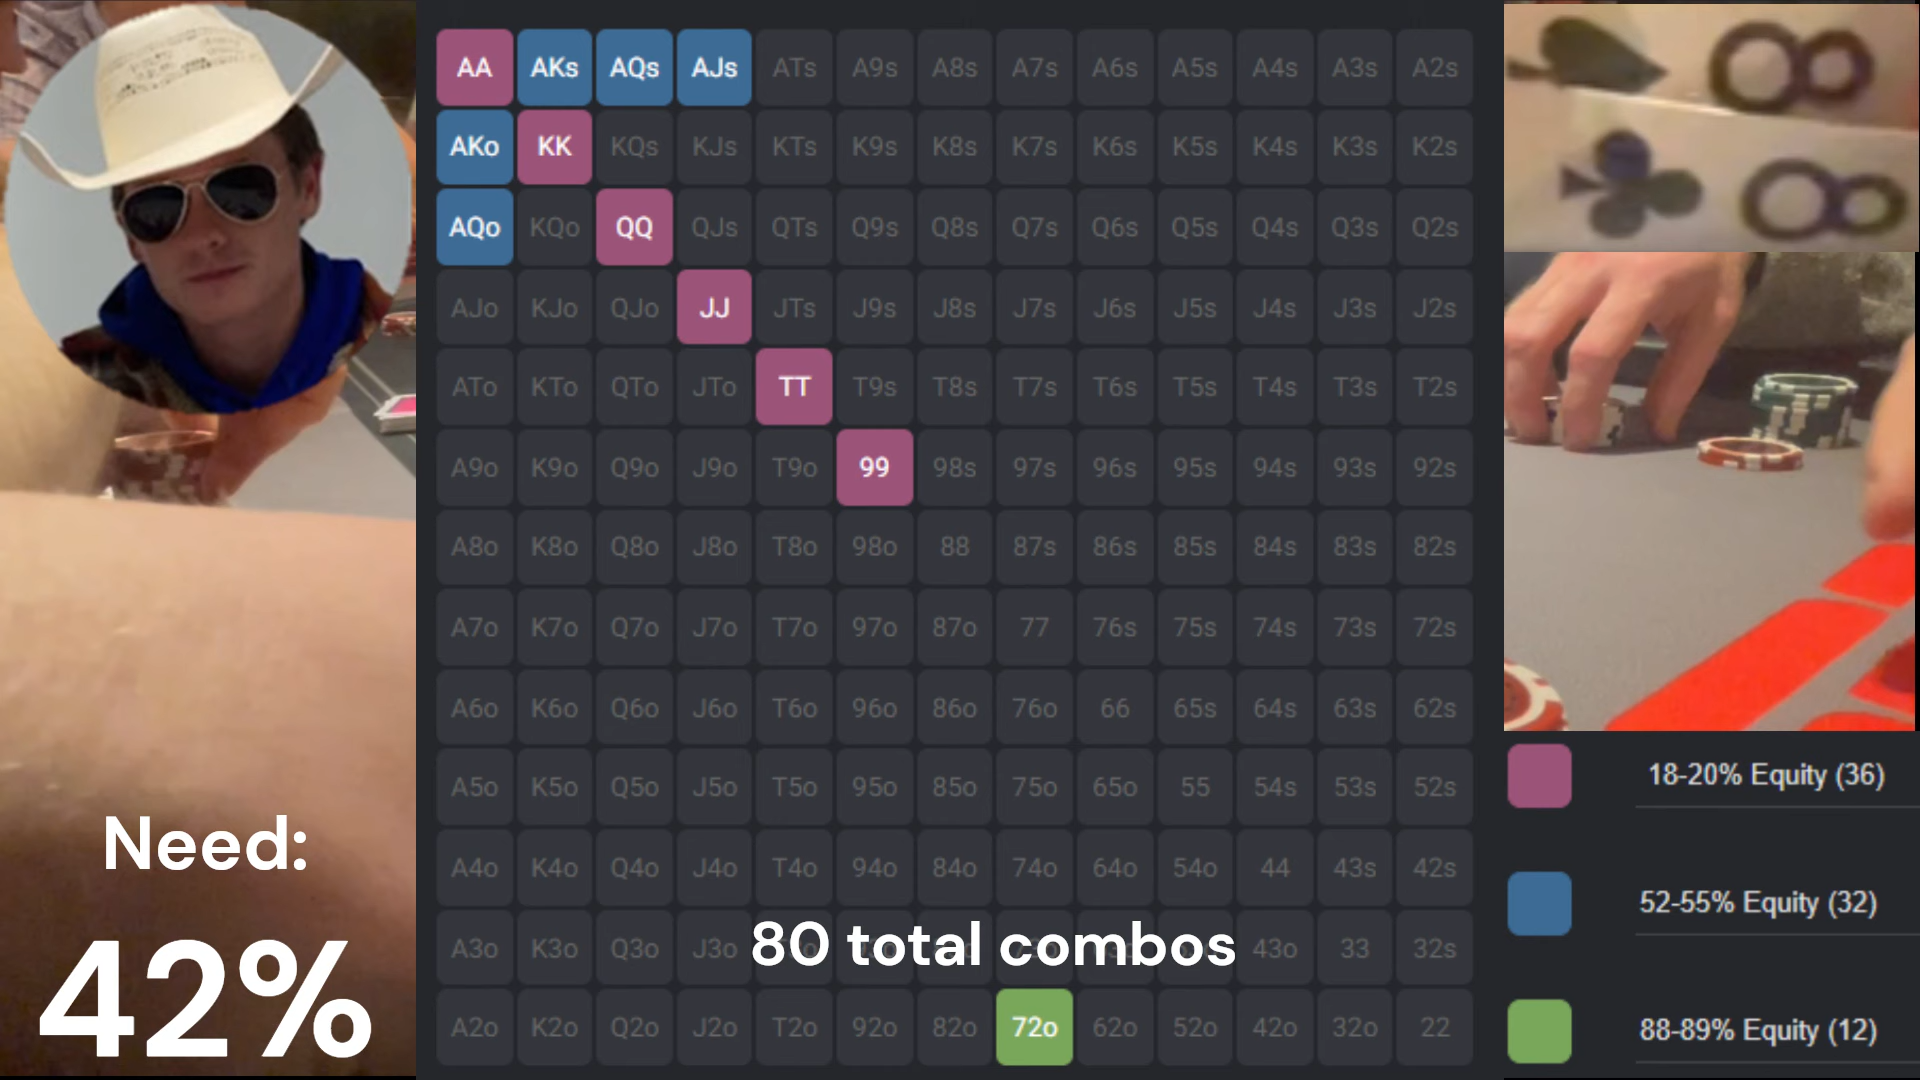 AA AKs AQs AJs ATs A9s A8s A7s A6s A5s A4s A3s A2s
AKo KK KQs KJs KTs K9s K8s K7s K6s K5s K4s K3s K2s
AQo KQo QQ QJs QTs Q9s Q8s Q7s Q6s Q5s Q4s Q3s Q2s
AJo KJo QJo JJ JTs J9s J8s J7s J6s J5s J4s J3s J2s
ATo KTo QTo JTo TT T9s T8s T7s T6s T5s T4s T3s T2s
A9o K9o Q9o J9o T9o 99 98s 97s 96s 95s 94s 93s 92s
A8o K8o Q8o J8o T8o 98o 88 87s 86s 85s 84s 83s 82s
A7o K7o Q7o J7o T7o 97o 87o 77 76s 75s 74s 73s 72s
A6o K6o Q6o J6o T6o 96o 86o 76o 66 65s 64s 63s 62s
A5o K5o Q5o J5o T5o 95o 85o 75o 65o 55 54s 53s 52s
A4o K4o Q4o J4o T4o 94o 84o 74o 64o 54o 44 43s 42s
A3o K3o Q3o J3o 43o 33 32s
80 total combos
A2o K2o Q2o J2o T2o 92o 82o 72o 62o 52o 42o 32o 22
Need:
42%
8
8
18-20% Equity (36)
52-55% Equity (32)
88-89% Equity (12)